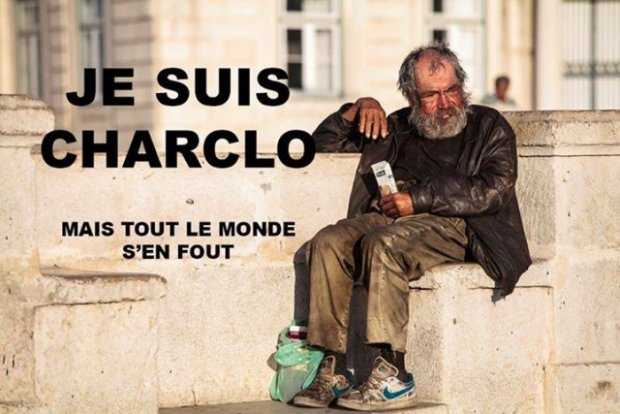 JE SUIS
CHARCLO
MAIS TOUT LE MONDE
S'EN FOUT